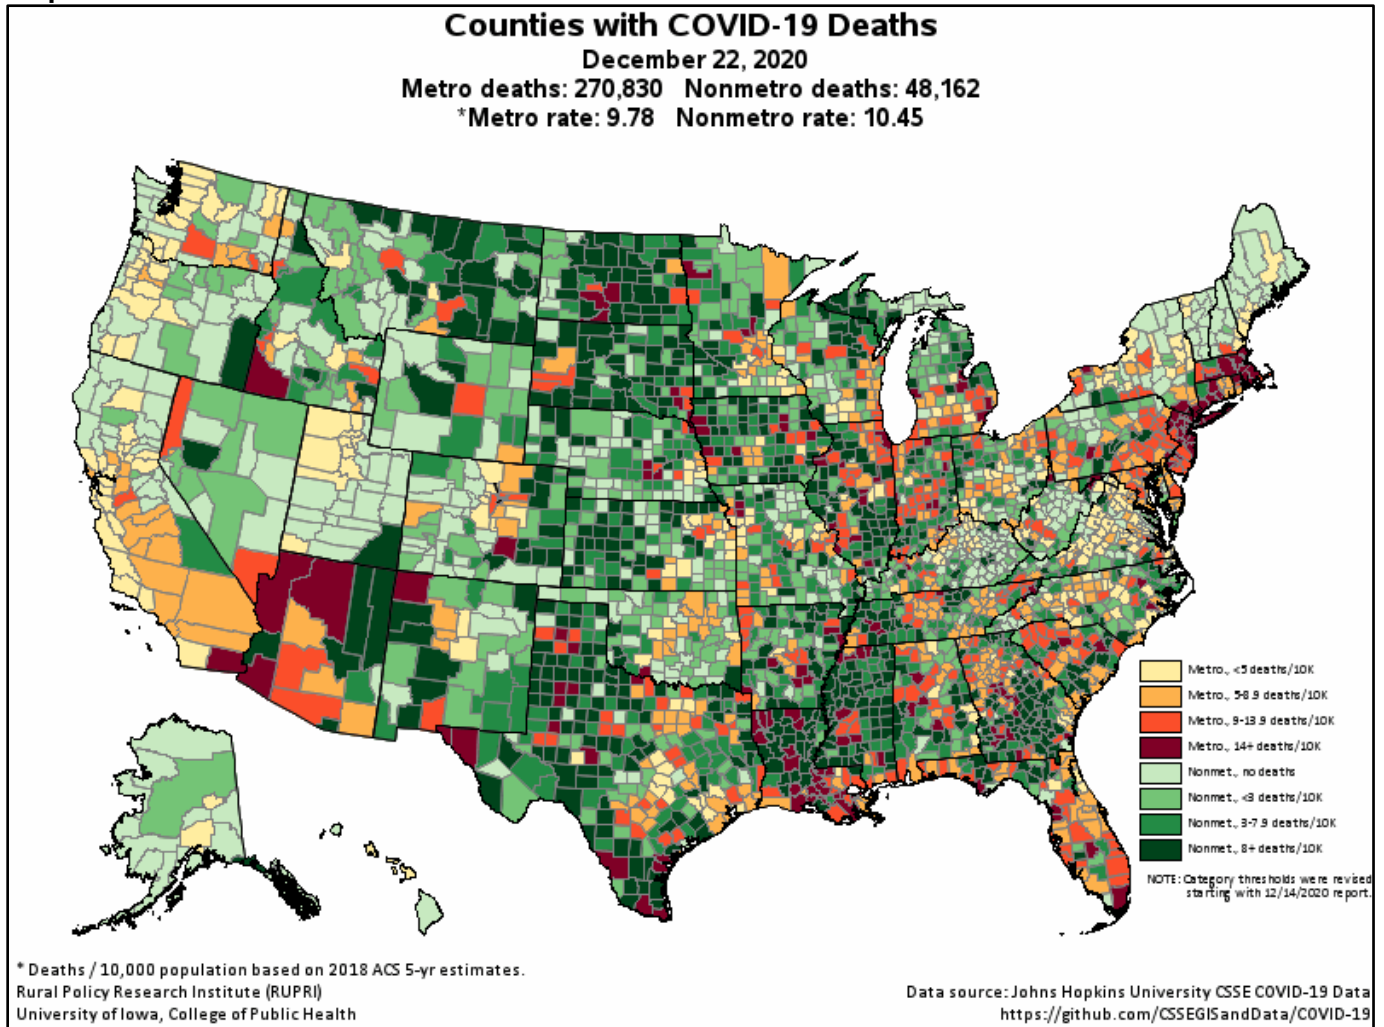 Counties with COVID-19 Deaths
December 22, 2020
Metro deaths: 270,830 Nonmetro deaths: 48,162
*Metro rate: 9.78 Nonmetro rate: 10.45
Metro., <5 deaths/10K
Metro., 5-8.9 deaths/10K
Metro., 9-13.9 deaths/10K
Metro., 14+ deaths/10K
Nonmet., no deaths
Nonmet., <3 deaths/10K
Nonmet., 3-7.9 deaths/10K
Nonmet., 8+ deaths/10K
NOTE: Category thresholds were revised
starting with 12/14/2020 report.
* Deaths / 10,000 population based on 2018 ACS 5-yr estimates.
Rural Policy Research Institute (RUPRI)
University of Iowa, College of Public Health
Data source: Johns Hopkins University CSSE COVID-19 Data
https://github.com/CSSEGISandData/COVID-19